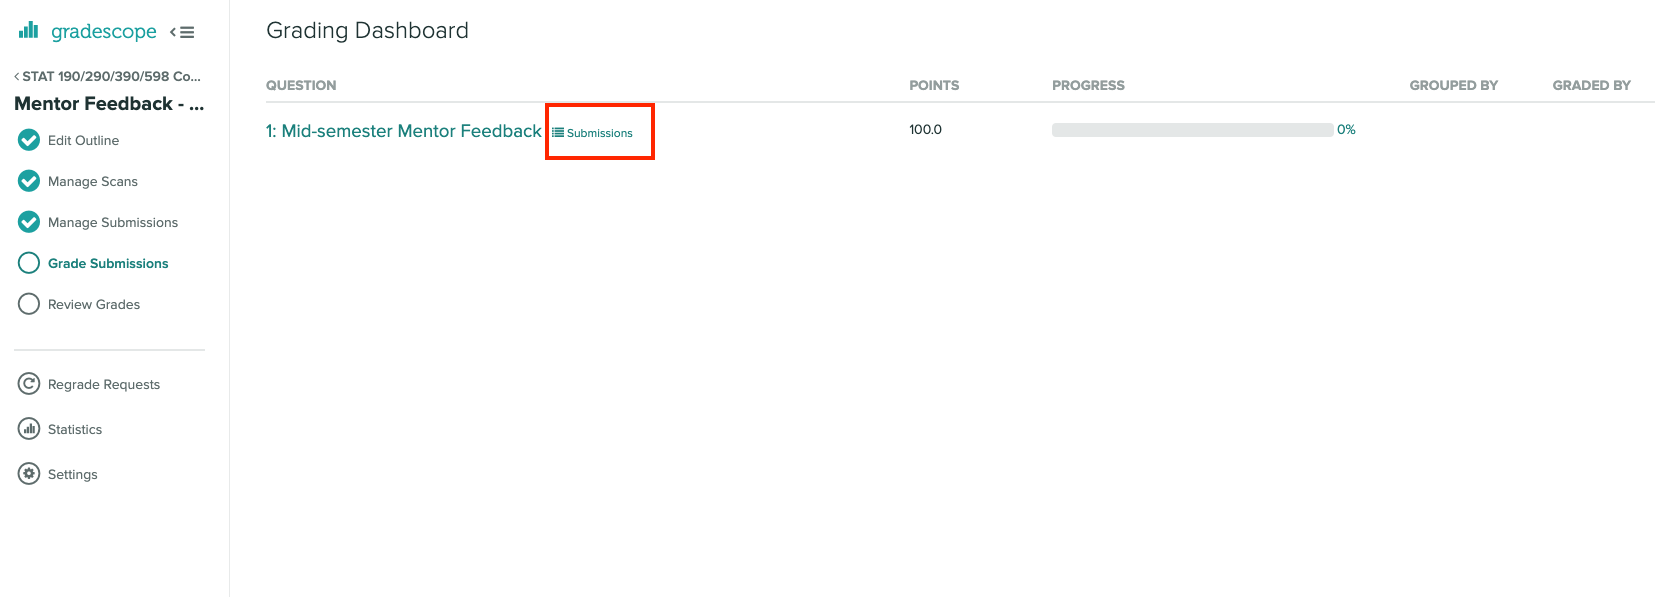 gradescope
STAT 190/290/390/598 Co...
Mentor Feedback - ...
Edit Outline
Manage Scans
Manage Submissions
Grade Submissions
Review Grades
Regrade Requests
Statistics
Settings
Grading Dashboard
QUESTION POINTS PROGRESS GROUPED BY GRADED BY
1: Mid-semester Mentor Feedback Submissions 100.0 0%